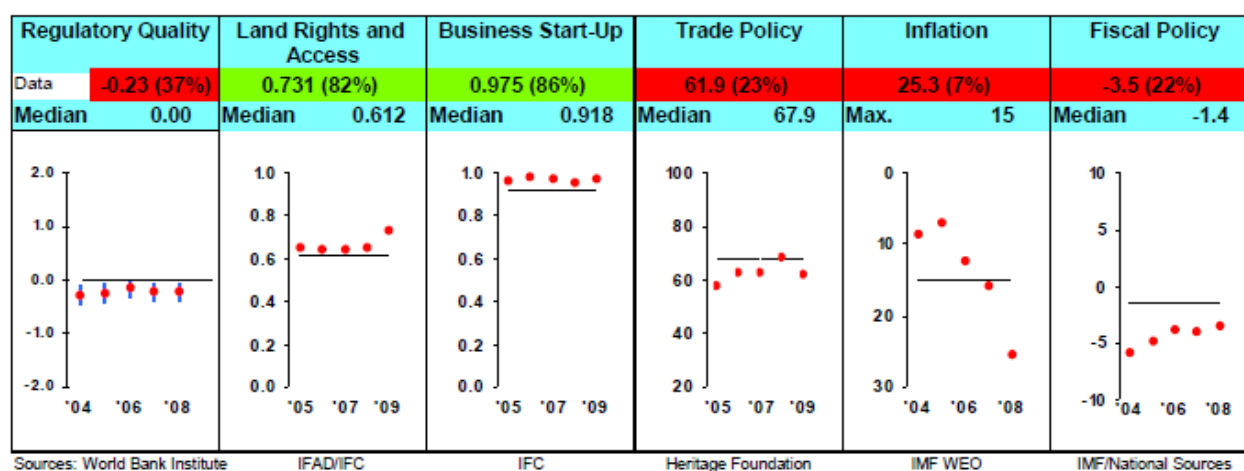 Regulatory Quality Land Rights and Access Business Start-Up Trade Policy Inflation Fiscal Policy
Data -0.23 (37%) 0.731 (82%) 0.975 (86%) 61.9 (23%) 25.3 (7%) -3.5 (22%)
Median 0.00 Median 0.612 Median 0.918 Median 67.9 Max. 15 Median -1.4
2.0 1.0 1.0 100 0 10
0.8 0.8
1.0 80 5
0.6 0.6 10
0.0 60 0
0.4 0.4 20
-1.0 40 -5
0.2 0.2
-2.0 0.0 0.0 20 30 -10
'04 '06 '08 '05 '07 '09 '05 '07 '09 '05 '07 '09 '04 '06 '08 '04 '06 '08
Sources: World Bank Institute IFAD/IFC IFC Heritage Foundation IMF WEO IMF/National Sources